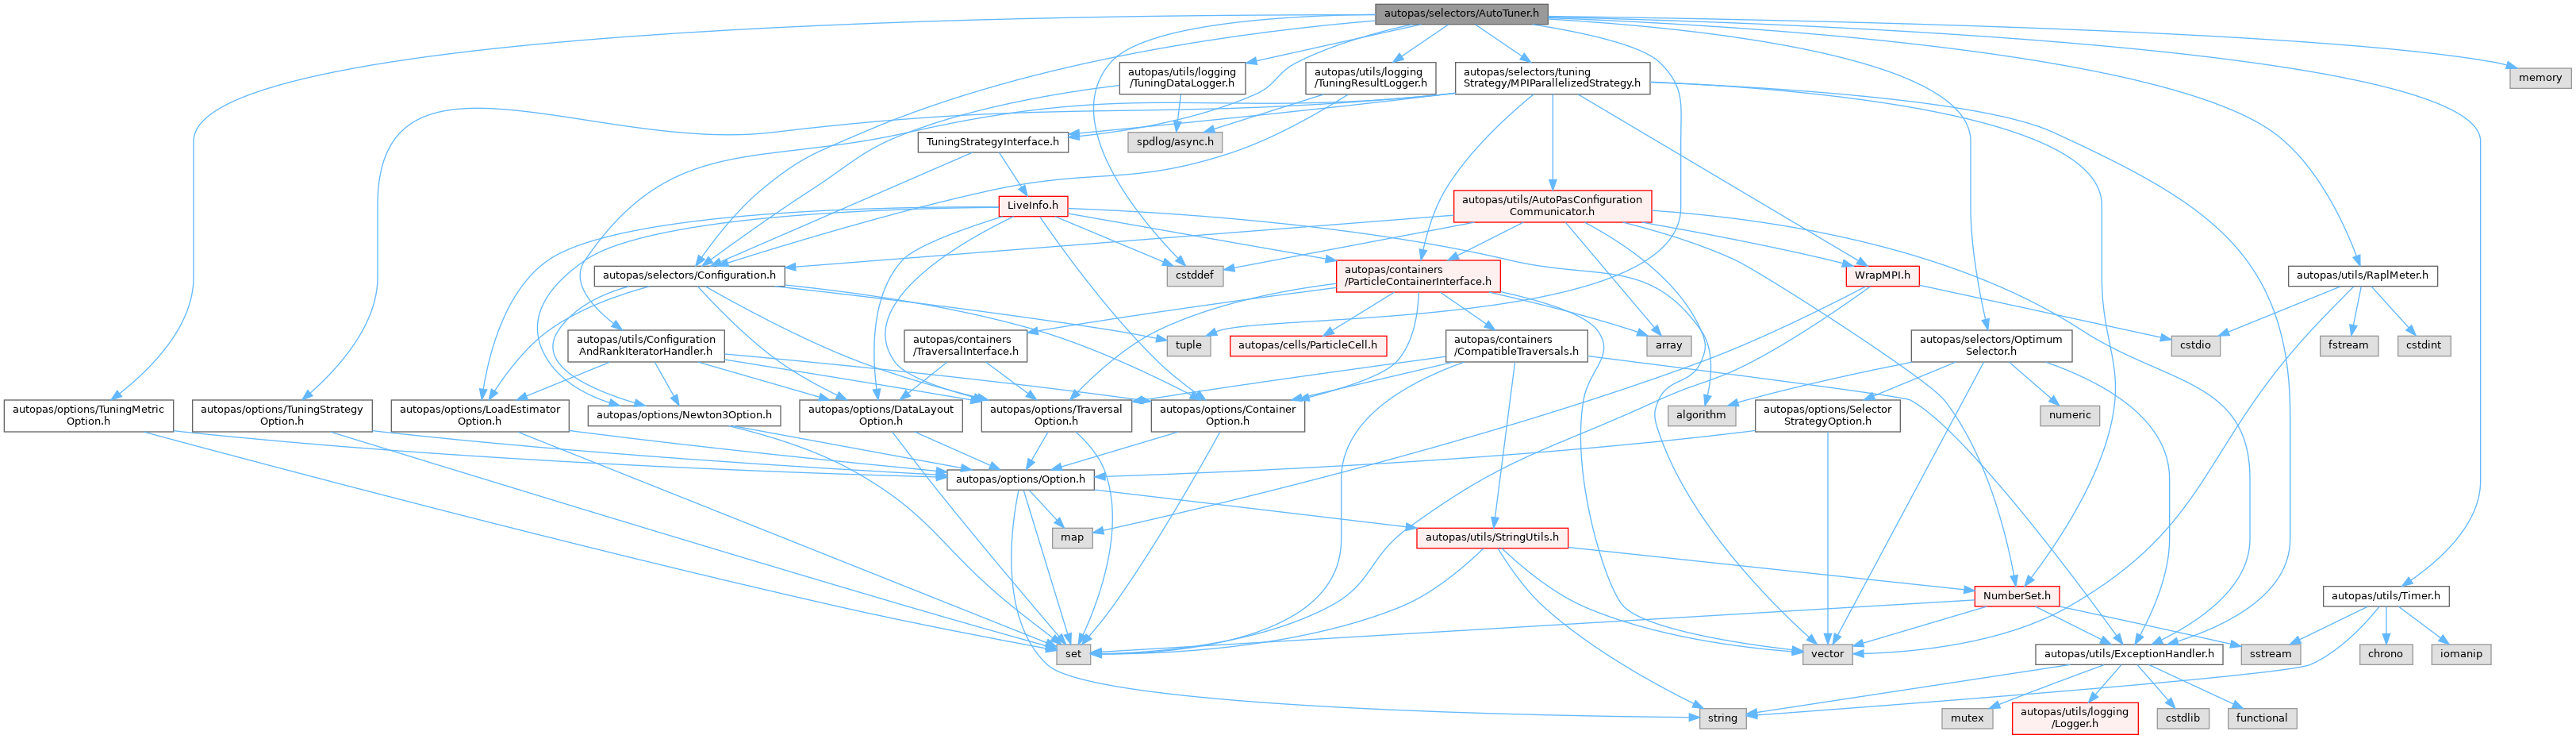 autopas/selectors/AutoTuner.h
autopas/utils/logging
/TuningDataLogger.h
autopas/utils/logging
/TuningResultLogger.h
autopas/selectors/tuning
Strategy/MPIParallelizedStrategy.h
memory
TuningStrategyInterface.h
spdlog/async.h
LiveInfo.h
autopas/utils/AutoPasConfiguration
Communicator.h
autopas/selectors/Configuration.h
cstddef
autopas/containers
/ParticleContainerInterface.h
WrapMPI.h
autopas/utils/RaplMeter.h
autopas/utils/Configuration
AndRankIteratorHandler.h
autopas/containers
/TraversalInterface.h
tuple
autopas/cells/ParticleCell.h
autopas/containers
/CompatibleTraversals.h
array
autopas/selectors/Optimum
Selector.h
cstdio
fstream
cstdint
autopas/options/TuningMetric
Option.h
autopas/options/TuningStrategy
Option.h
autopas/options/LoadEstimator
Option.h
autopas/options/Newton3Option.h
autopas/options/DataLayout
Option.h
autopas/options/Traversal
Option.h
autopas/options/Container
Option.h
algorithm
autopas/options/Selector
StrategyOption.h
numeric
autopas/options/Option.h
map
autopas/utils/StringUtils.h
NumberSet.h
autopas/utils/Timer.h
set
vector
autopas/utils/ExceptionHandler.h
sstream
chrono
iomanip
string
mutex
autopas/utils/logging
/Logger.h
cstdlib
functional